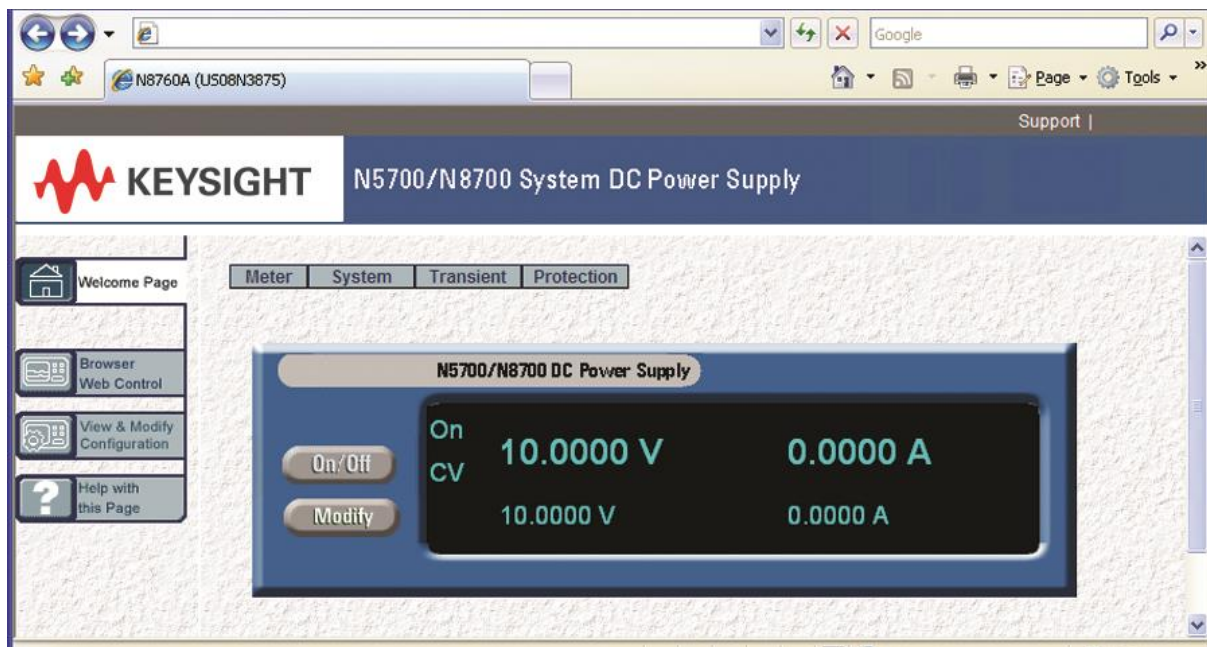 Google
N8760A (US08N3875)
Page
Tools
»
Support |
KEYSIGHT
N5700/N8700 System DC Power Supply
Welcome Page
Meter
System
Transient
Protection
Browser
Web Control
View & Modify
Configuration
Help with
this Page
N5700/N8700 DC Power Supply
On/Off
Modify
On
CV
10.0000 V
0.0000 A
10.0000 V
0.0000 A